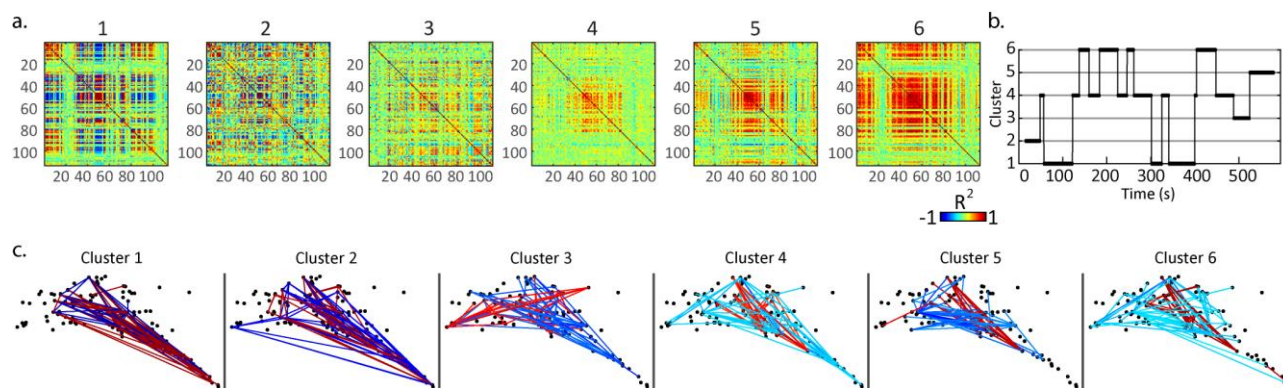 a.
1 2 3 4 5 6
20 20 20 20 20 20
40 40 40 40 40 40
60 60 60 60 60 60
80 80 80 80 80 80
100 100 100 100 100 100
20 40 60 80 100 20 40 60 80 100 20 40 60 80 100 20 40 60 80 100 20 40 60 80 100 20 40 60 80 100
R²
-1 1
b.
Cluster
6
5
4
3
2
1
0 100 200 300 400 500
Time (s)
c.
Cluster 1 Cluster 2 Cluster 3 Cluster 4 Cluster 5 Cluster 6